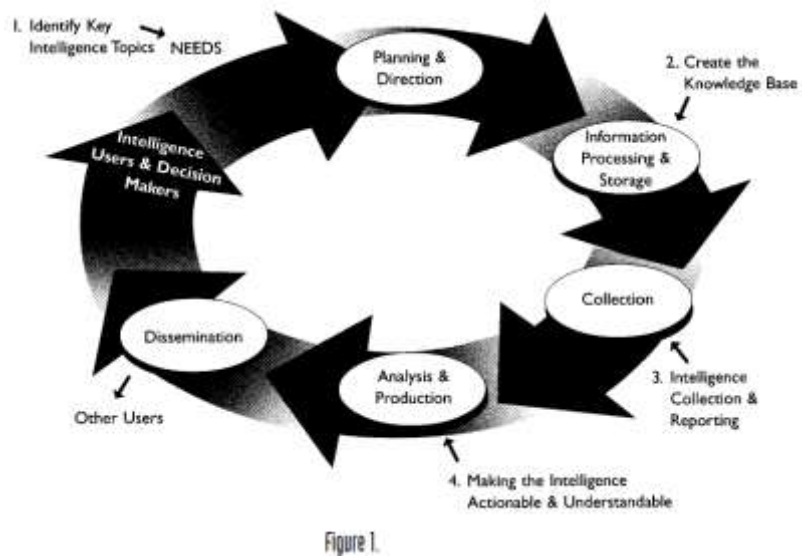 1. Identify Key
Intelligence Topics
NEEDS
Planning &
Direction
2. Create the
Knowledge Base
Information
Processing &
Storage
Intelligence
Users & Decision
Makers
Collection
Dissemination
Analysis &
Production
3. Intelligence
Collection &
Reporting
Other Users
4. Making the Intelligence
Actionable & Understandable
Figure 1.